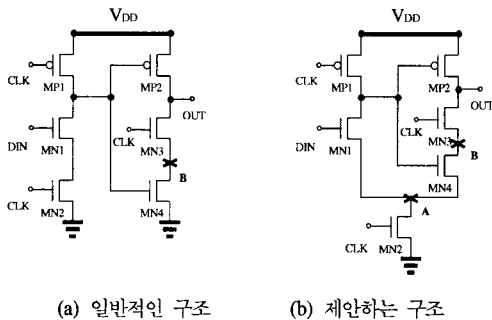 VDD VDD
CLK MP1 MP2 CLK MP1 MP2
OUT OUT
DIN MN1 CLK MN3 DIN MN1 CLK MN3
B B
CLK MN2 MN4 MN4
A
CLK MN2
(a) 일반적인 구조 (b) 제안하는 구조